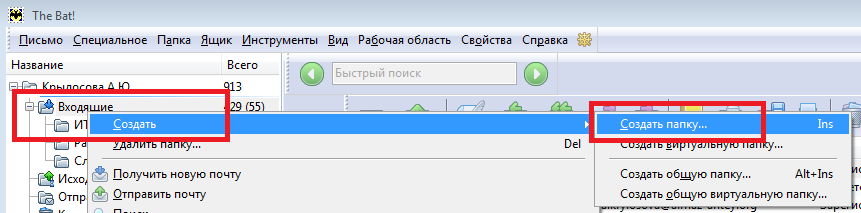 The Bat!
Письмо Специальное Папка Ящик Инструменты Вид Рабочая область Свойства Справка
Название Всего
Быстрый поиск
Крылосова А.Ю. 913
Входящие 429 (55)
Создать
Создать папку... Ins
Удалить папку... Del
Создать виртуальную папку...
Получить новую почту
Создать общую папку... Alt+Ins
Отправить почту
Создать общую виртуальную папку...